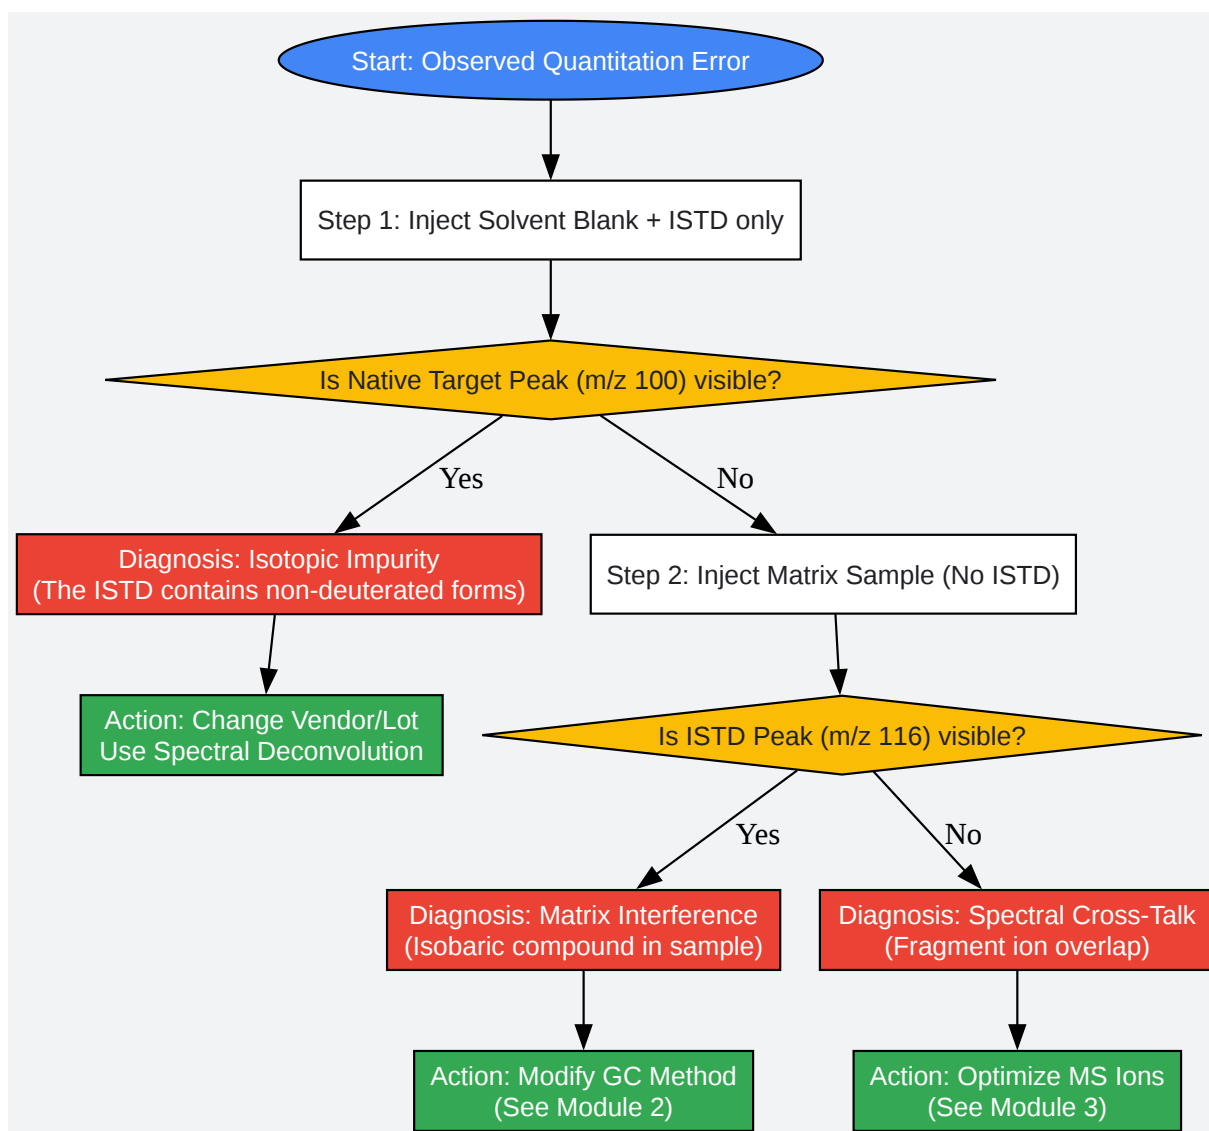 Start: Observed Quantitation Error
Step 1: Inject Solvent Blank + ISTD only
Is Native Target Peak (m/z 100) visible?
Yes
No
Diagnosis: Isotopic Impurity
(The ISTD contains non-deuterated forms)
Step 2: Inject Matrix Sample (No ISTD)
Action: Change Vendor/Lot
Use Spectral Deconvolution
Is ISTD Peak (m/z 116) visible?
Yes
No
Diagnosis: Matrix Interference
(Isobaric compound in sample)
Diagnosis: Spectral Cross-Talk
(Fragment ion overlap)
Action: Modify GC Method
(See Module 2)
Action: Optimize MS Ions
(See Module 3)